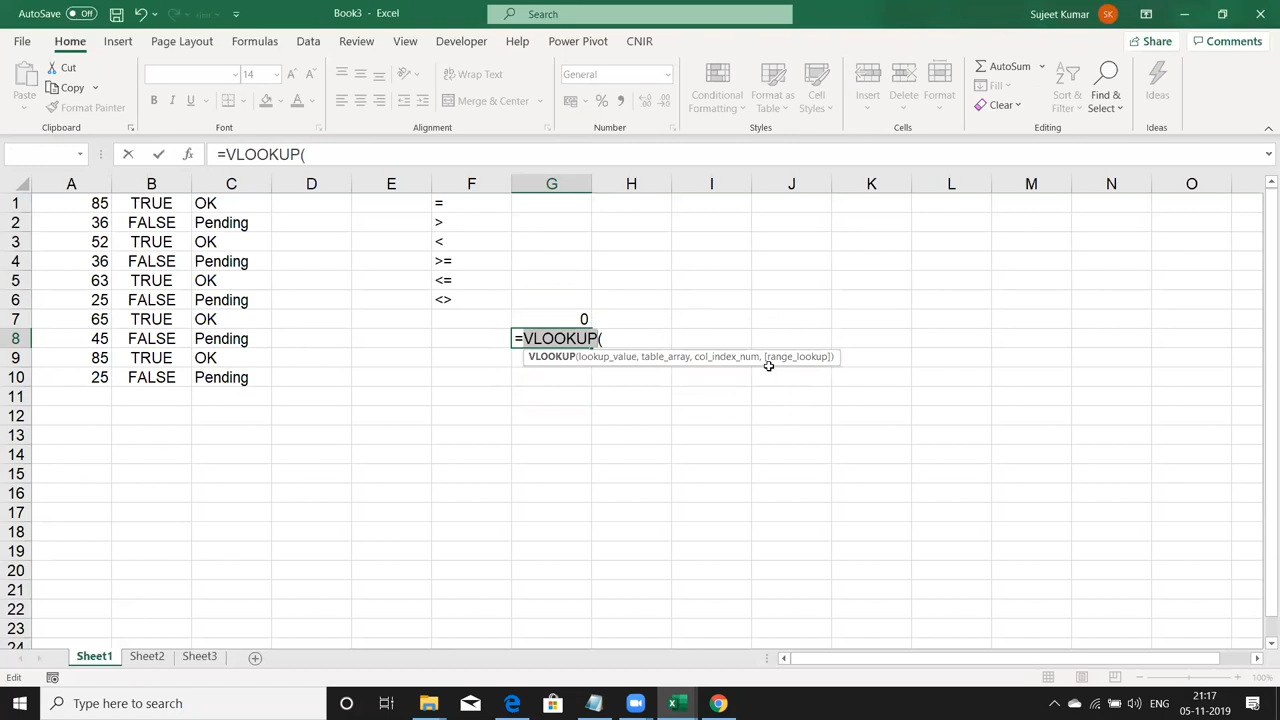 AutoSave Off Book3 - Excel Search Sujeet Kumar SK
File Home Insert Page Layout Formulas Data Review View Developer Help Power Pivot CNIR Share Comments
Paste Cut Copy Format Painter
14 Wrap Text Merge & Center General
Conditional Formatting Format as Table Cell Styles Insert Delete Format AutoSum Fill Clear Sort & Filter Find & Select Ideas
Clipboard Font Alignment Number Styles Cells Editing Ideas
=VLOOKUP(
A B C D E F G H I J K L M N O
1 85 TRUE OK =
2 36 FALSE Pending >
3 52 TRUE OK <
4 36 FALSE Pending >=
5 63 TRUE OK <=
6 25 FALSE Pending <>
7 65 TRUE OK 0
8 45 FALSE Pending =VLOOKUP(
VLOOKUP(lookup_value, table_array, col_index_num, [range_lookup])
9 85 TRUE OK
10 25 FALSE Pending
11
12
13
14
15
16
17
18
19
20
21
22
23
24
Sheet1 Sheet2 Sheet3
Edit 100%
Type here to search ENG 21:17
05-11-2019